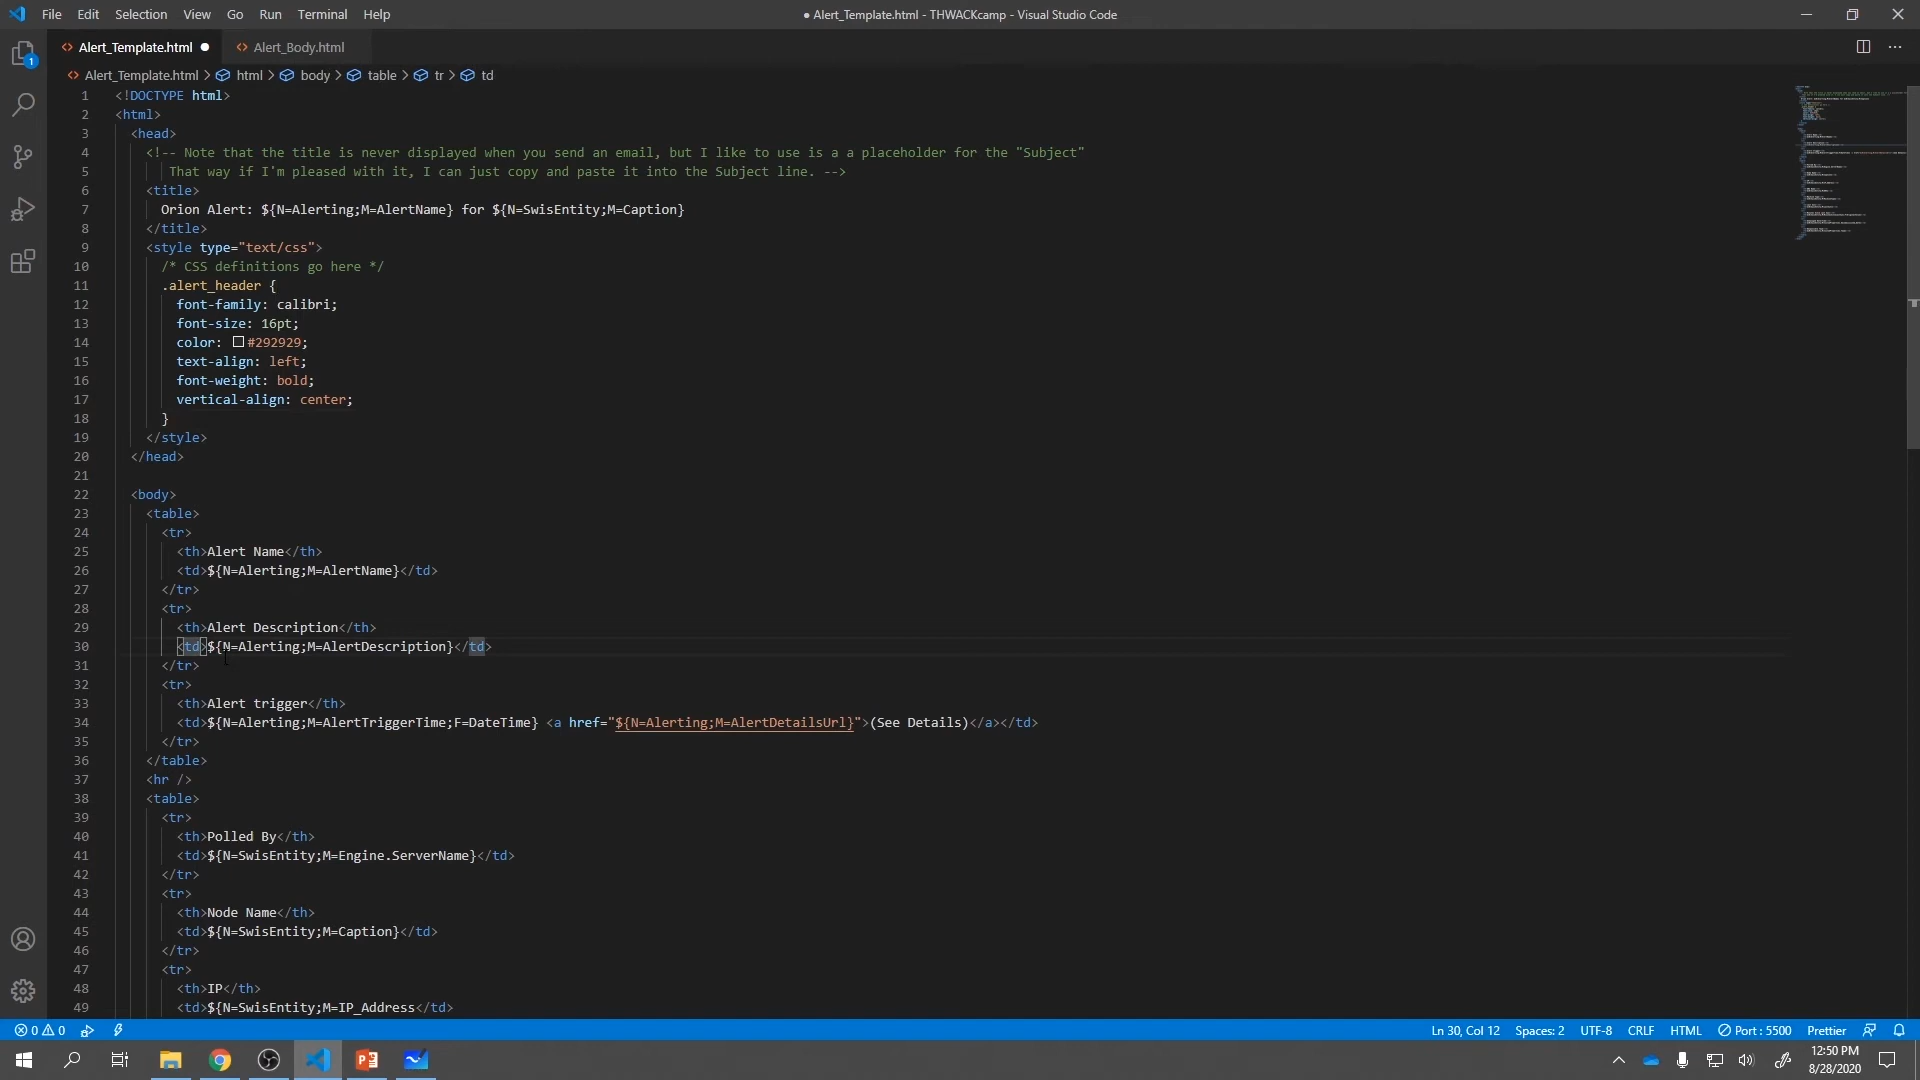 File Edit Selection View Go Run Terminal Help
● Alert_Template.html - THWACKcamp - Visual Studio Code
Alert_Template.html ● Alert_Body.html
Alert_Template.html > html > body > table > tr > td
1 <!DOCTYPE html>
2 <html>
3 <head>
4 <!-- Note that the title is never displayed when you send an email, but I like to use is a a placeholder for the "Subject"
5 That way if I'm pleased with it, I can just copy and paste it into the Subject line. -->
6 <title>
7 Orion Alert: ${N=Alerting;M=AlertName} for ${N=SwisEntity;M=Caption}
8 </title>
9 <style type="text/css">
10 /* CSS definitions go here */
11 .alert_header {
12 font-family: calibri;
13 font-size: 16pt;
14 color: #292929;
15 text-align: left;
16 font-weight: bold;
17 vertical-align: center;
18 }
19 </style>
20 </head>
21
22 <body>
23 <table>
24 <tr>
25 <th>Alert Name</th>
26 <td>${N=Alerting;M=AlertName}</td>
27 </tr>
28 <tr>
29 <th>Alert Description</th>
30 <td>${N=Alerting;M=AlertDescription}</td>
31 </tr>
32 <tr>
33 <th>Alert trigger</th>
34 <td>${N=Alerting;M=AlertTriggerTime;F=DateTime} <a href="${N=Alerting;M=AlertDetailsUrl}">(See Details)</a></td>
35 </tr>
36 </table>
37 <hr />
38 <table>
39 <tr>
40 <th>Polled By</th>
41 <td>${N=SwisEntity;M=Engine.ServerName}</td>
42 </tr>
43 <tr>
44 <th>Node Name</th>
45 <td>${N=SwisEntity;M=Caption}</td>
46 </tr>
47 <tr>
48 <th>IP</th>
49 <td>${N=SwisEntity;M=IP_Address</td>
1
0 0 Ln 30, Col 12 Spaces: 2 UTF-8 CRLF HTML Port : 5500 Prettier
12:50 PM
8/28/2020